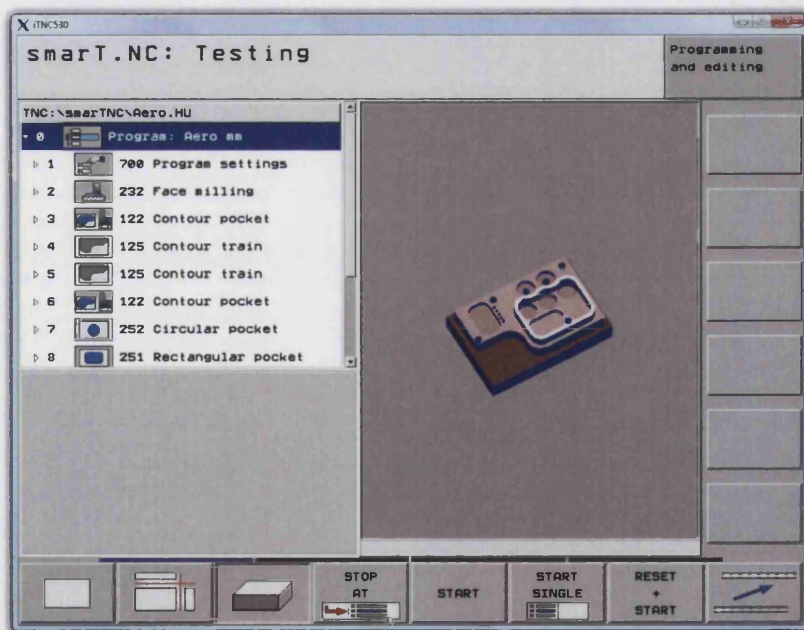 iTNC530
smarT.NC: Testing
Programming
and editing
TNC:\smarTNC\Aero.HU
0 Program: Aero mm
1 700 Program settings
2 232 Face milling
3 122 Contour pocket
4 125 Contour train
5 125 Contour train
6 122 Contour pocket
7 252 Circular pocket
8 251 Rectangular pocket
STOP
AT
START
START
SINGLE
RESET
+
START